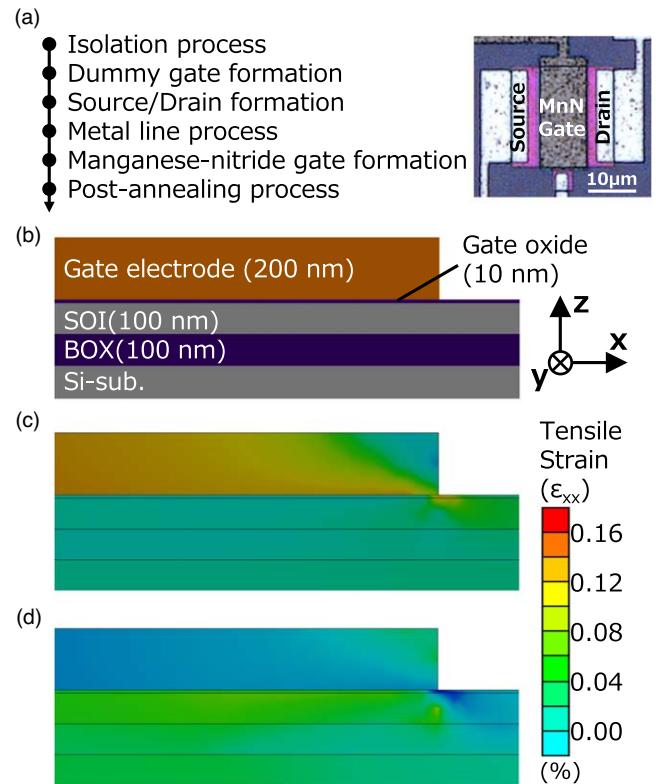 (a)
Isolation process
Dummy gate formation
Source/Drain formation
Metal line process
Manganese-nitride gate formation
Post-annealing process
Source
MnN
Gate
Drain
10μm
(b)
Gate electrode (200 nm)
Gate oxide
(10 nm)
SOI(100 nm)
BOX(100 nm)
Si-sub.
z
x
y
(c)
Tensile
Strain
(εxx)
0.16
0.12
0.08
0.04
0.00
(%)
(d)